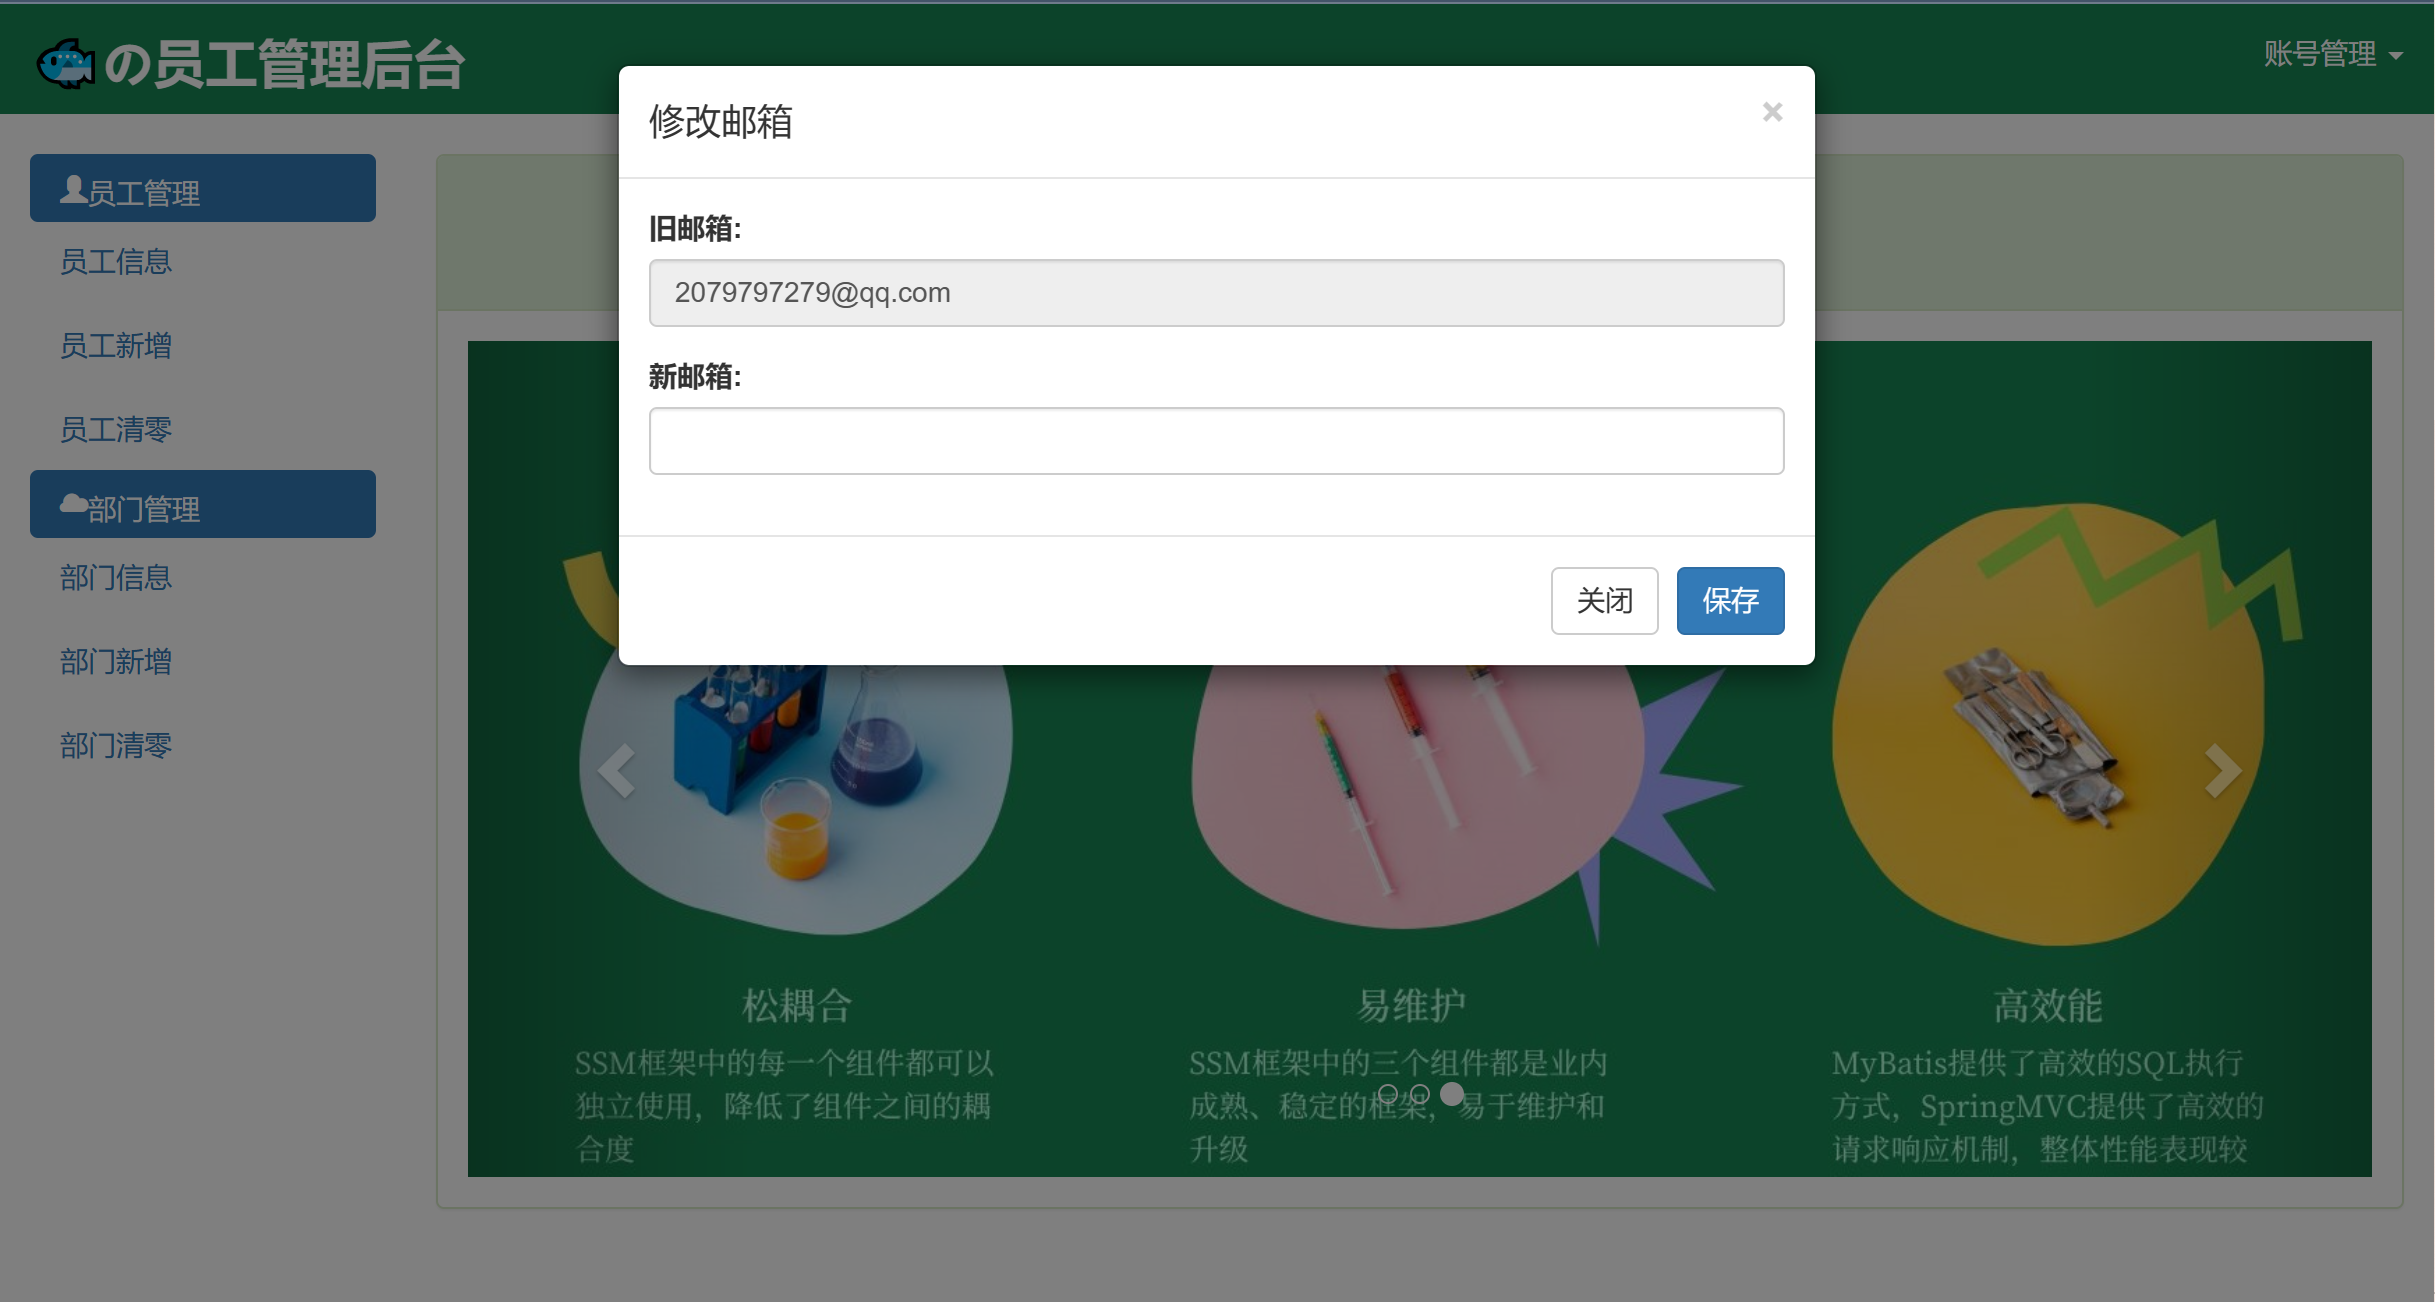 の员工管理后台
账号管理
修改邮箱
×
旧邮箱:
2079797279@qq.com
新邮箱:
关闭
保存
员工管理
员工信息
员工新增
员工清零
部门管理
部门信息
部门新增
部门清零
松耦合
SSM框架中的每一个组件都可以
独立使用，降低了组件之间的耦
合度
易维护
SSM框架中的三个组件都是业内
成熟、稳定的框架，易于维护和
升级
高效能
MyBatis提供了高效的SQL执行
方式，SpringMVC提供了高效的
请求响应机制，整体性能表现较